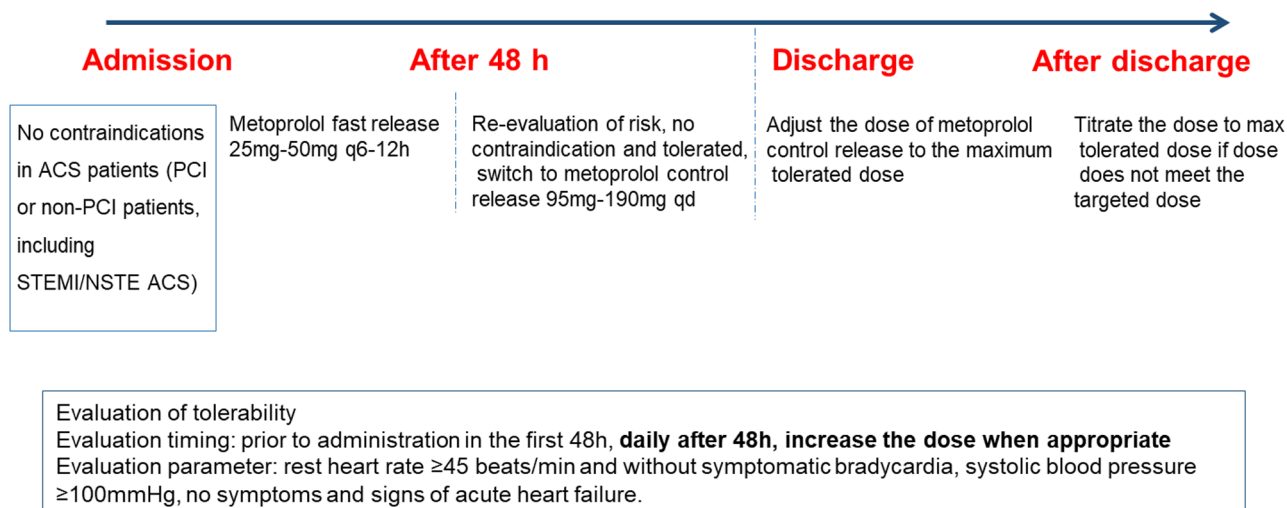 Admission
After 48 h
Discharge
After discharge
No contraindications
in ACS patients (PCI
or non-PCI patients,
including
STEMI/NSTE ACS)
Metoprolol fast release
25mg-50mg q6-12h
Re-evaluation of risk, no
contraindication and tolerated,
switch to metoprolol control
release 95mg-190mg qd
Adjust the dose of metoprolol
control release to the maximum
tolerated dose
Titrate the dose to max
tolerated dose if dose
does not meet the
targeted dose
Evaluation of tolerability
Evaluation timing: prior to administration in the first 48h, daily after 48h, increase the dose when appropriate
Evaluation parameter: rest heart rate ≥45 beats/min and without symptomatic bradycardia, systolic blood pressure
≥100mmHg, no symptoms and signs of acute heart failure.